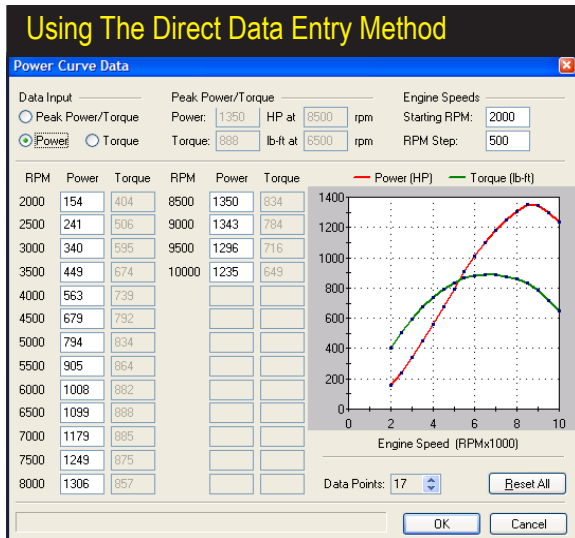 Using The Direct Data Entry Method
Power Curve Data
Data Input
Peak Power/Torque
Engine Speeds
Peak Power/Torque
Power: 1350 HP at 8500 rpm
Starting RPM: 2000
Power Torque
Torque: 888 lb-ft at 6500 rpm
RPM Step: 500
RPM Power Torque RPM Power Torque
Power (HP) Torque (lb-ft)
2000 154 404 8500 1350 834
2500 241 506 9000 1343 784
3000 340 595 9500 1296 716
3500 449 674 10000 1235 649
4000 563 739
4500 679 792
5000 794 834
5500 905 864
6000 1008 882
6500 1099 888
7000 1179 885
7500 1249 875
8000 1306 857
1400
1200
1000
800
600
400
200
0
0 2 4 6 8 10
Engine Speed (RPMx1000)
Data Points: 17
Reset All
OK Cancel